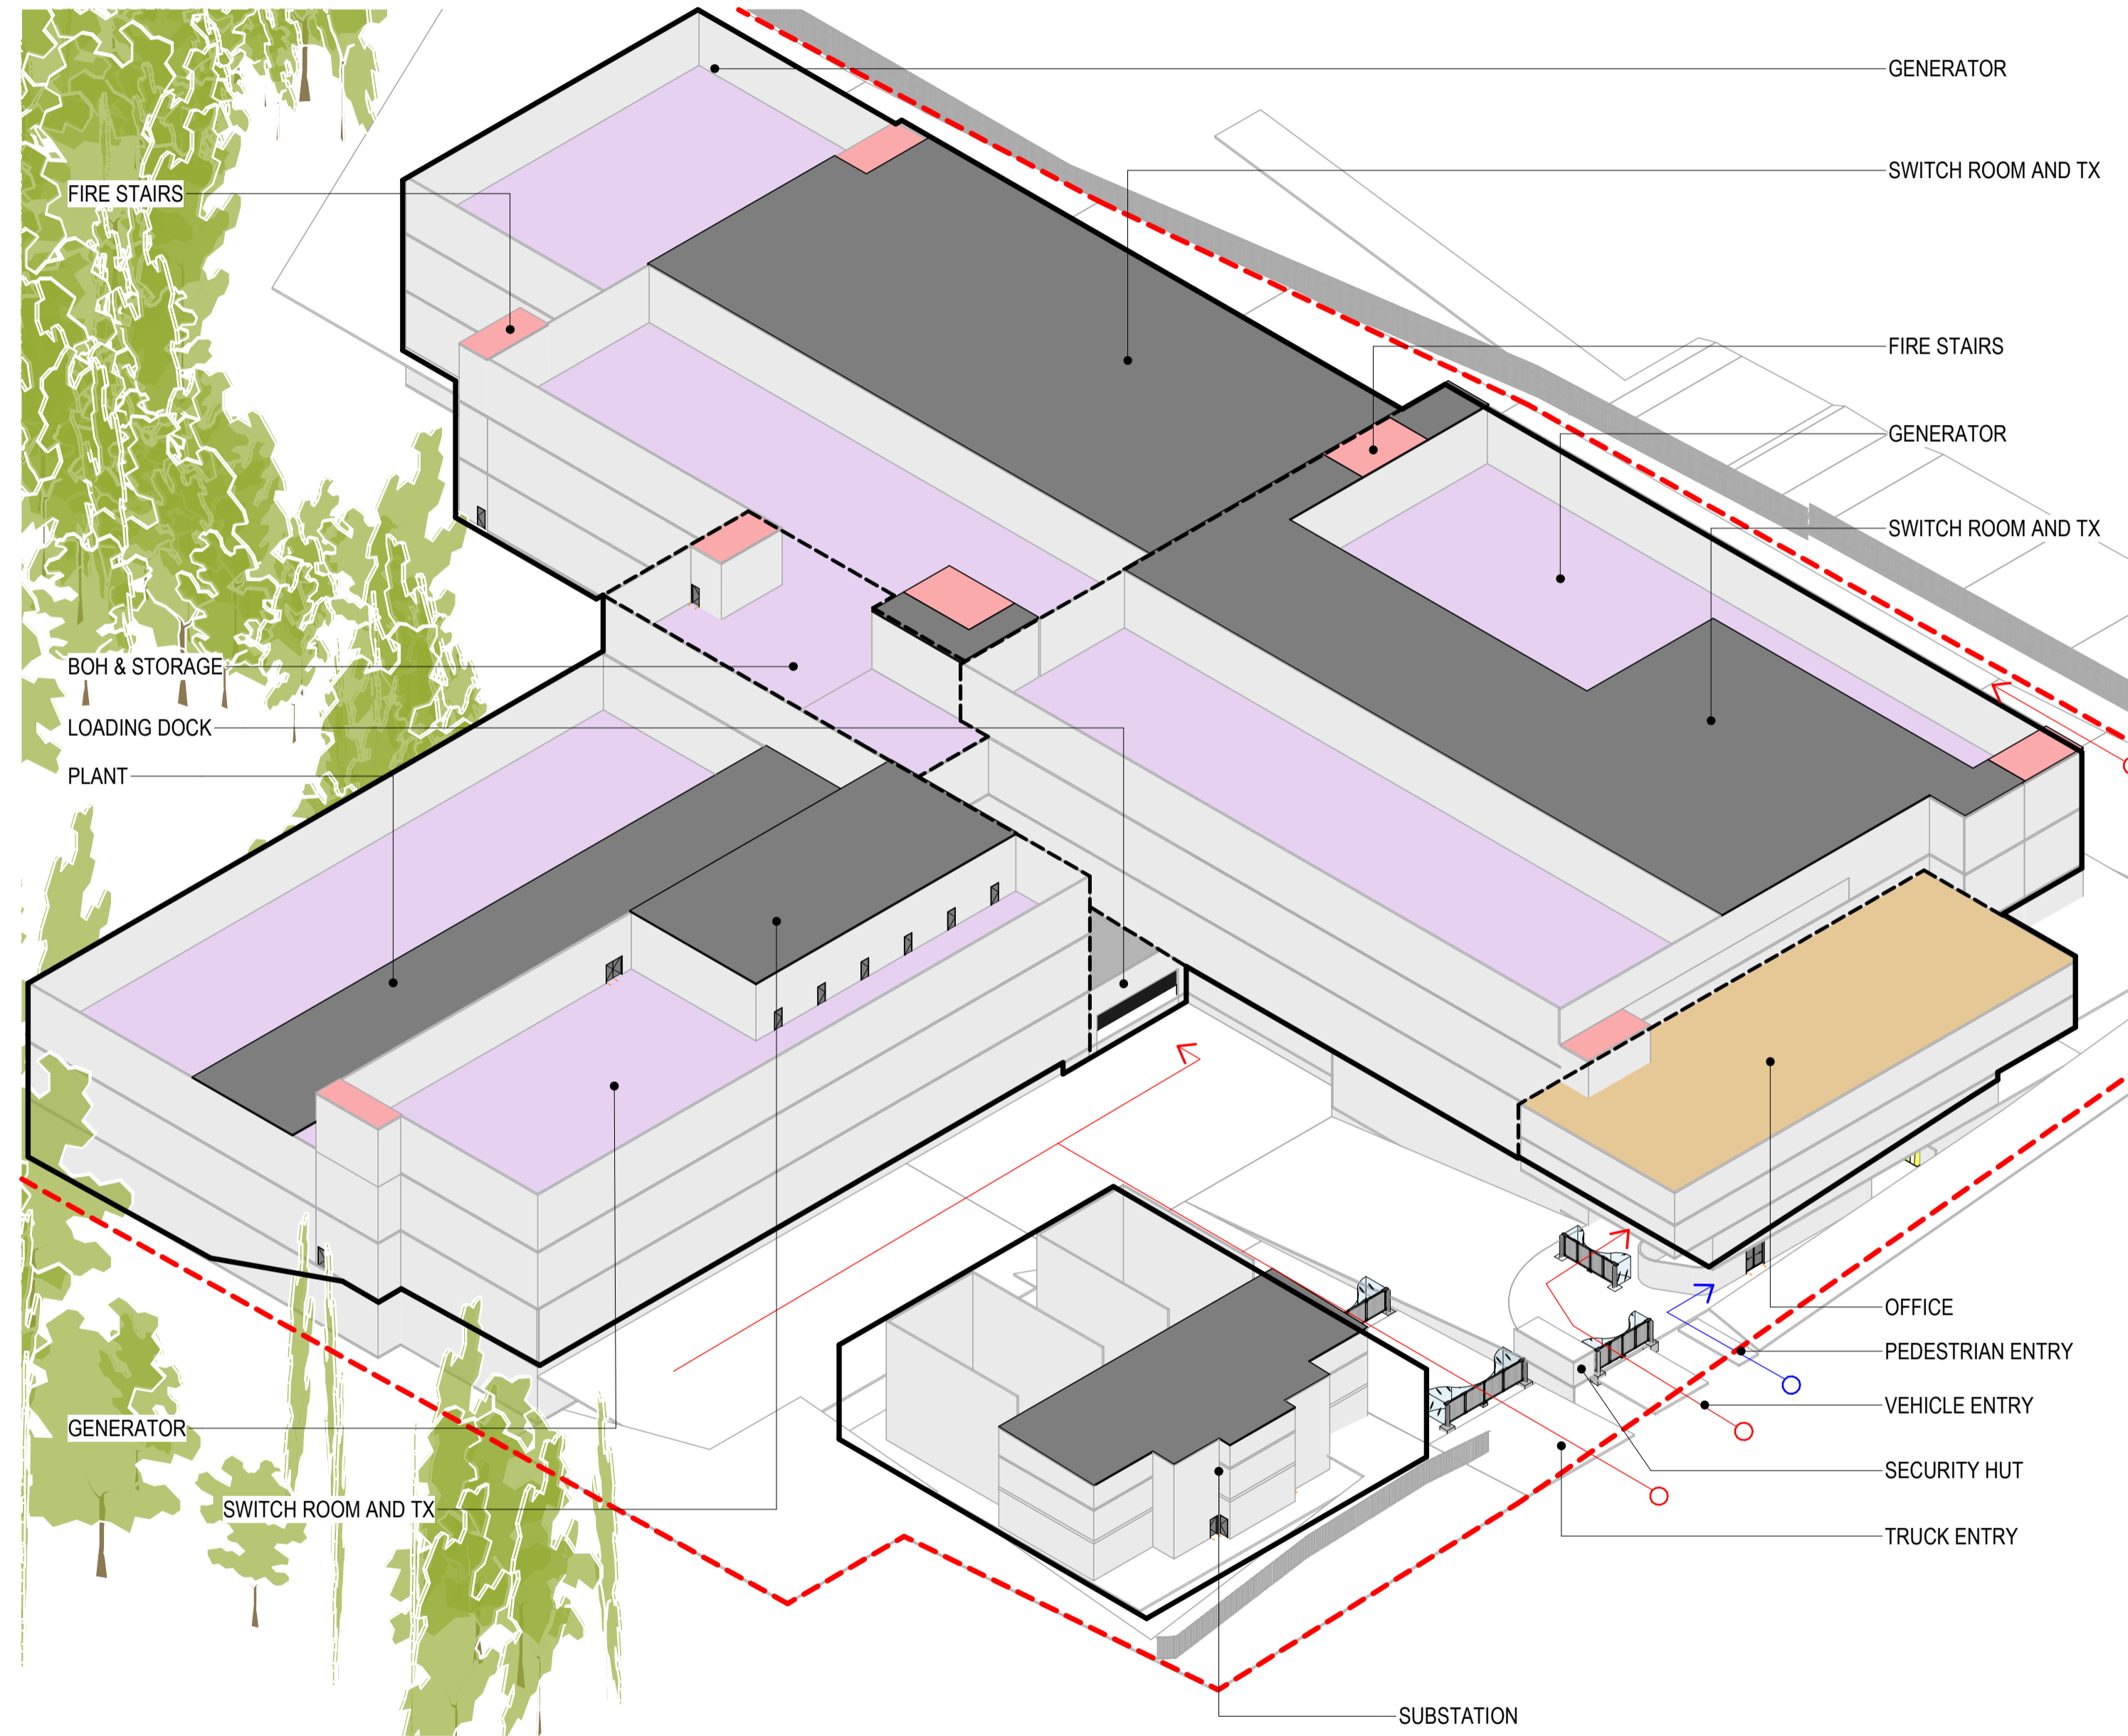 GENERATOR
SWITCH ROOM AND TX
FIRE STAIRS
FIRE STAIRS
GENERATOR
SWITCH ROOM AND TX
BOH & STORAGE
LOADING DOCK
PLANT
OFFICE
PEDESTRIAN ENTRY
VEHICLE ENTRY
GENERATOR
SECURITY HUT
SWITCH ROOM AND TX
TRUCK ENTRY
SUBSTATION